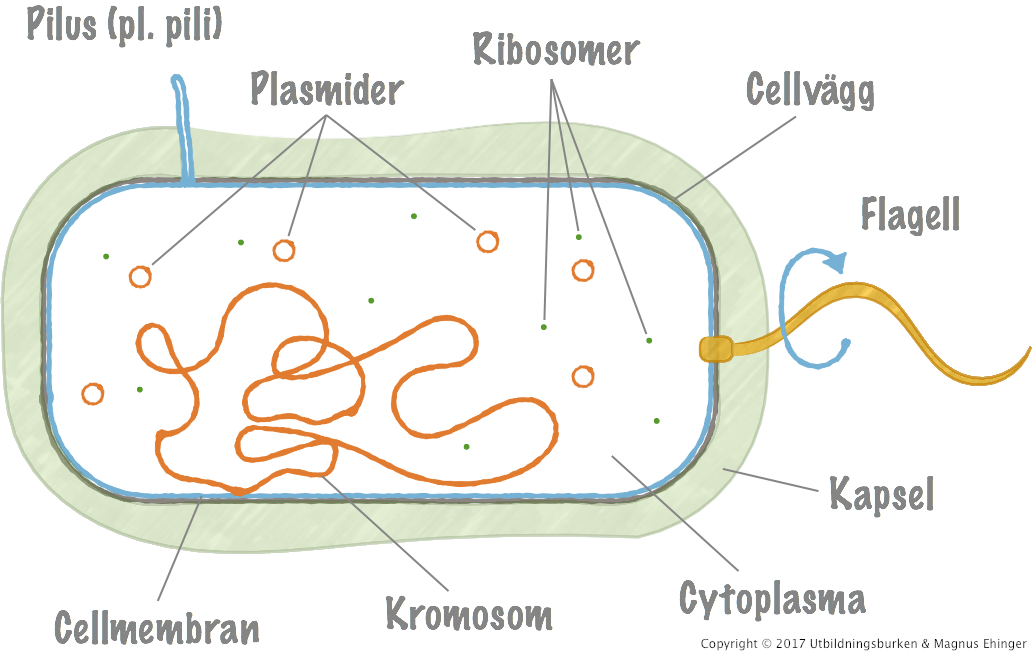 Pilus (pl. pili)
Ribosomer
Plasmider
Cellvägg
Flagell
Kapsel
Cytoplasma
Kromosom
Cellmembran
Copyright © 2017 Utbildningsburken & Magnus Ehinger